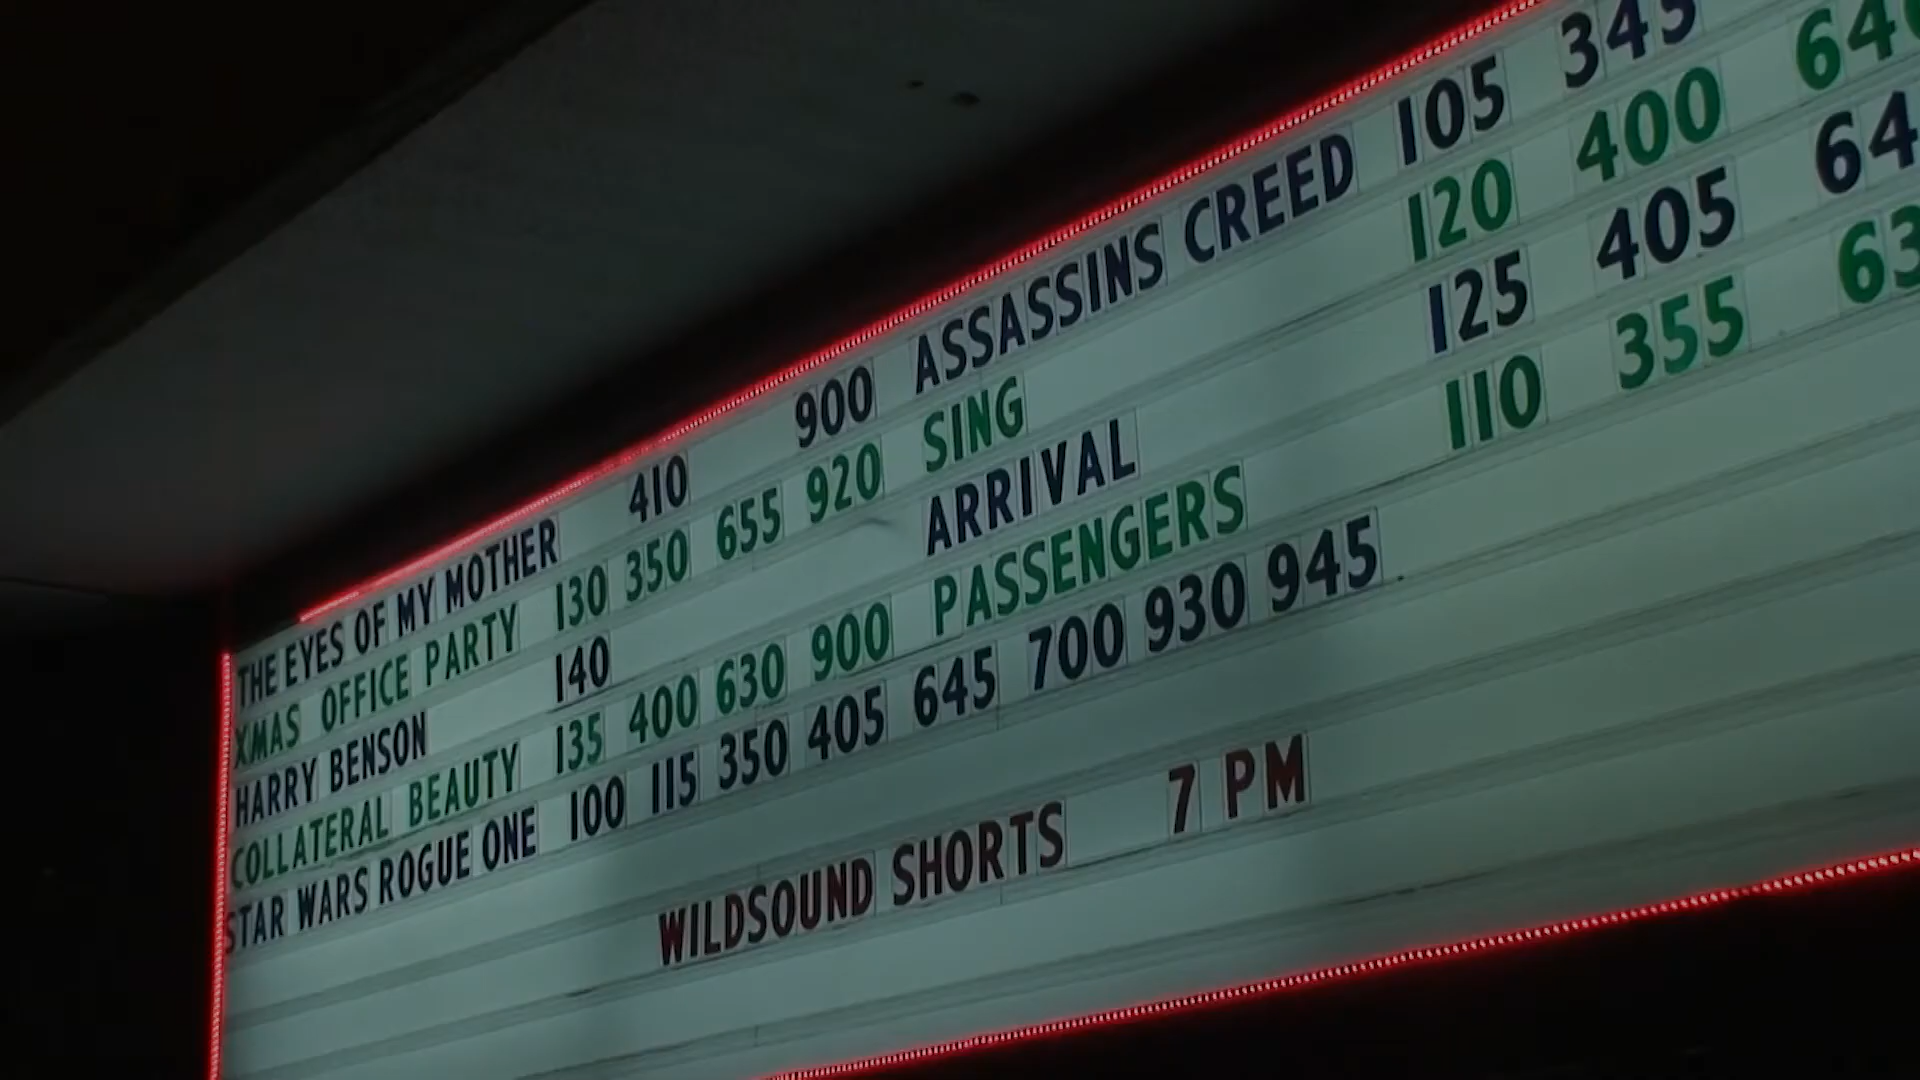 THE EYES OF MY MOTHER 410 900 ASSASSINS CREED 105 345
XMAS OFFICE PARTY 130 350 655 920 SING 120 400
HARRY BENSON 140 ARRIVAL 125 405
COLLATERAL BEAUTY 135 400 630 900 PASSENGERS 110 355
STAR WARS ROGUE ONE 100 115 350 405 645 700 930 945
WILDSOUND SHORTS 7 PM